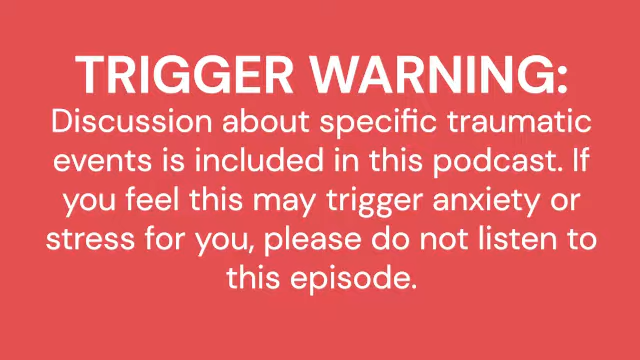 TRIGGER WARNING:
Discussion about specific traumatic
events is included in this podcast. If
you feel this may trigger anxiety or
stress for you, please do not listen to
this episode.